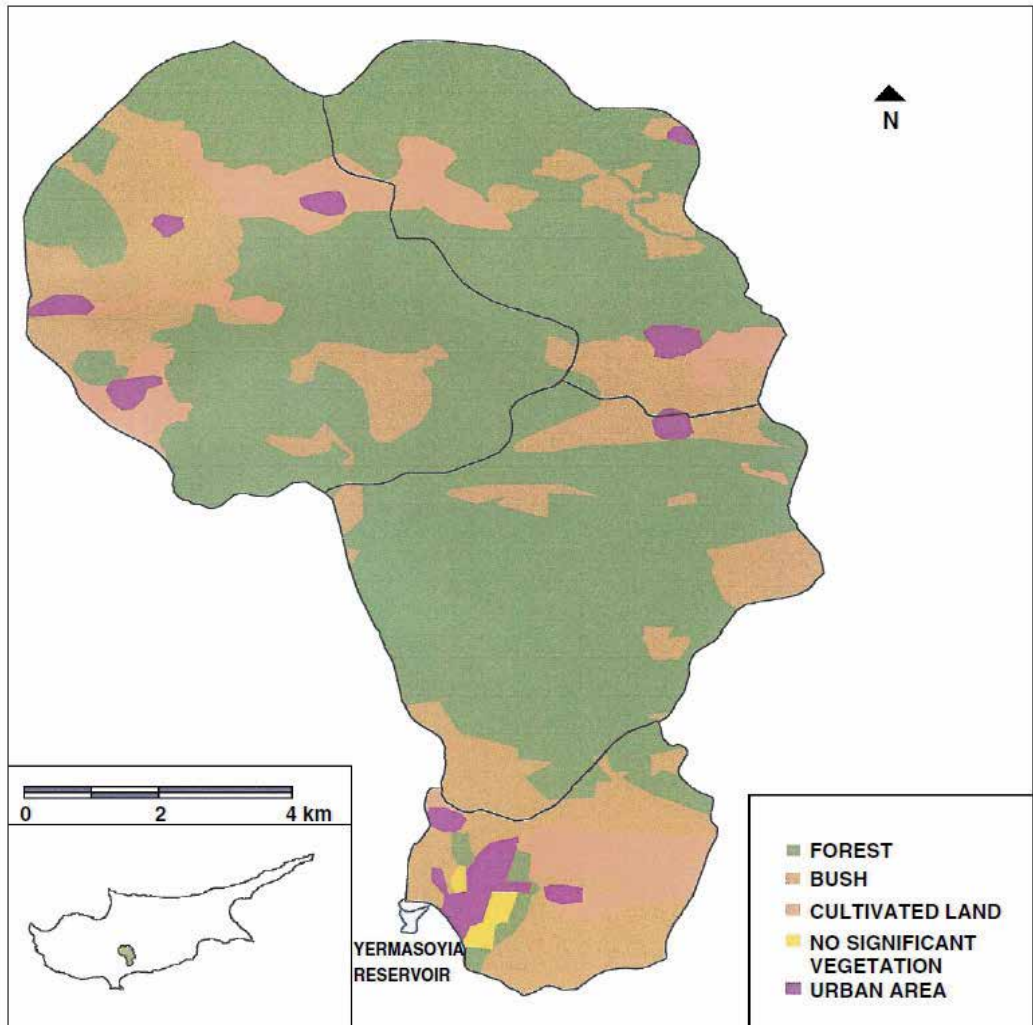 N
0 2 4 km
YERMASOYIA
RESERVOIR
FOREST
BUSH
CULTIVATED LAND
NO SIGNIFICANT
VEGETATION
URBAN AREA